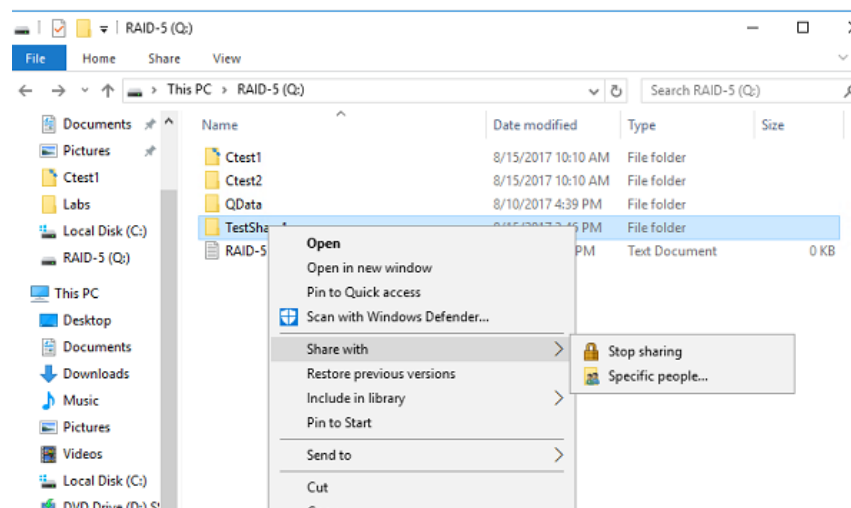 RAID-5 (Q:)
File Home Share View
This PC RAID-5 (Q:) Search RAID-5 (Q:)
Documents
Pictures
Ctest1
Labs
Local Disk (C:)
RAID-5 (Q:)
This PC
Desktop
Documents
Downloads
Music
Pictures
Videos
Local Disk (C:)
DVD Drive (D:)
Name Date modified Type Size
Ctest1 8/15/2017 10:10 AM File folder
Ctest2 8/15/2017 10:10 AM File folder
QData 8/10/2017 4:39 PM File folder
TestSha File folder
RAID-5 PM Text Document 0 KB
Open
Open in new window
Pin to Quick access
Scan with Windows Defender...
Share with
Restore previous versions
Include in library
Pin to Start
Send to
Cut
Stop sharing
Specific people...